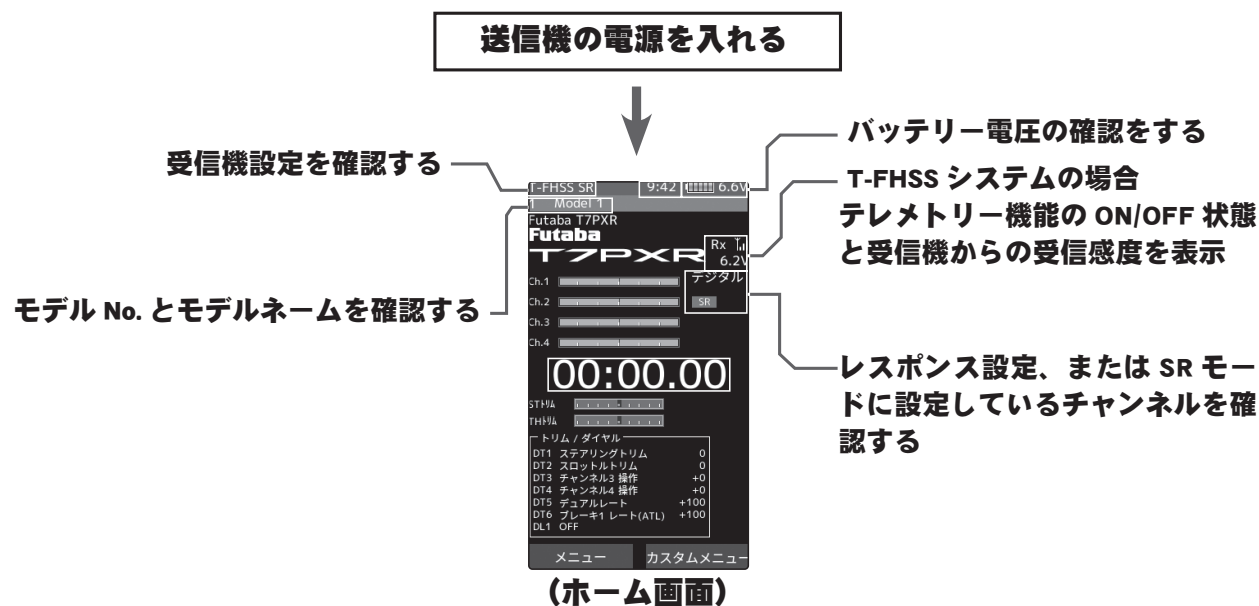 送信機の電源を入れる
受信機設定を確認する
バッテリー電圧の確認をする
T-FHSS システムの場合
テレメトリー機能の ON/OFF 状態
と受信機からの受信感度を表示
モデル No. とモデルネームを確認する
レスポンス設定、または SR モー
ドに設定しているチャンネルを確
認する
T-FHSS SR 9:42 6.6V
1 Model 1
Futaba T7PXR
Futaba
T7PXR
Rx
6.2V
デジタル
SR
Ch.1
Ch.2
Ch.3
Ch.4
00:00.00
STトリム
THトリム
トリム / ダイヤル
DT1 ステアリングトリム 0
DT2 スロットルトリム 0
DT3 チャンネル3 操作 +0
DT4 チャンネル4 操作 +0
DT5 デュアルレート +100
DT6 ブレーキ1 レート(ATL) +100
DL1 OFF
メニュー カスタムメニュー
(ホーム画面)